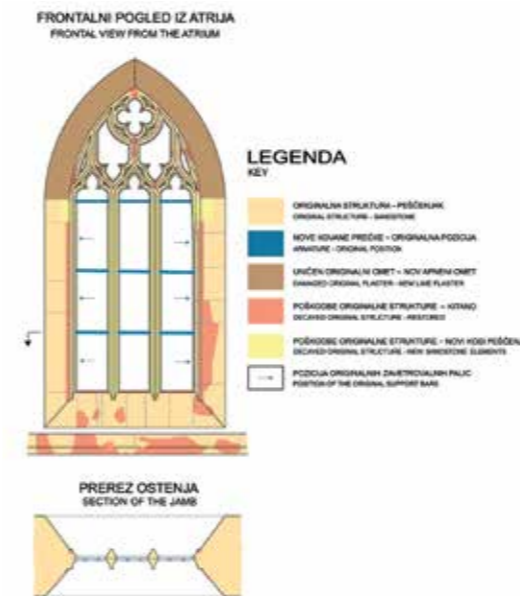 FRONTALNI POGLED IZ ATRIJA
FRONTAL VIEW FROM THE ATRIUM
LEGENDA
KEY
ORIGINALNA STRUKTURA – PEŠČENJAK
ORIGINAL STRUCTURE - SANDSTONE
NOVE KOVANE PREČKE – ORIGINALNA POZICIJA
ARMATURE - ORIGINAL POSITION
UNIČEN ORIGINALNI OMET – NOV APNENI OMET
DAMAGED ORIGINAL PLASTER - NEW LIME PLASTER
POŠKODBE ORIGINALNE STRUKTURE – KITANO
DECAYED ORIGINAL STRUCTURE - RESTORED
POŠKODBE ORIGINALNE STRUKTURE - NOVI KOSI PEŠČEN
DECAYED ORIGINAL STRUCTURE - NEW SANDSTONE ELEMENTS
POZICIJA ORIGINALNIH ZAVETROVALNIH PALIC
POSITION OF THE ORIGINAL SUPPORT BARS
PREREZ OSTENJA
SECTION OF THE JAMB